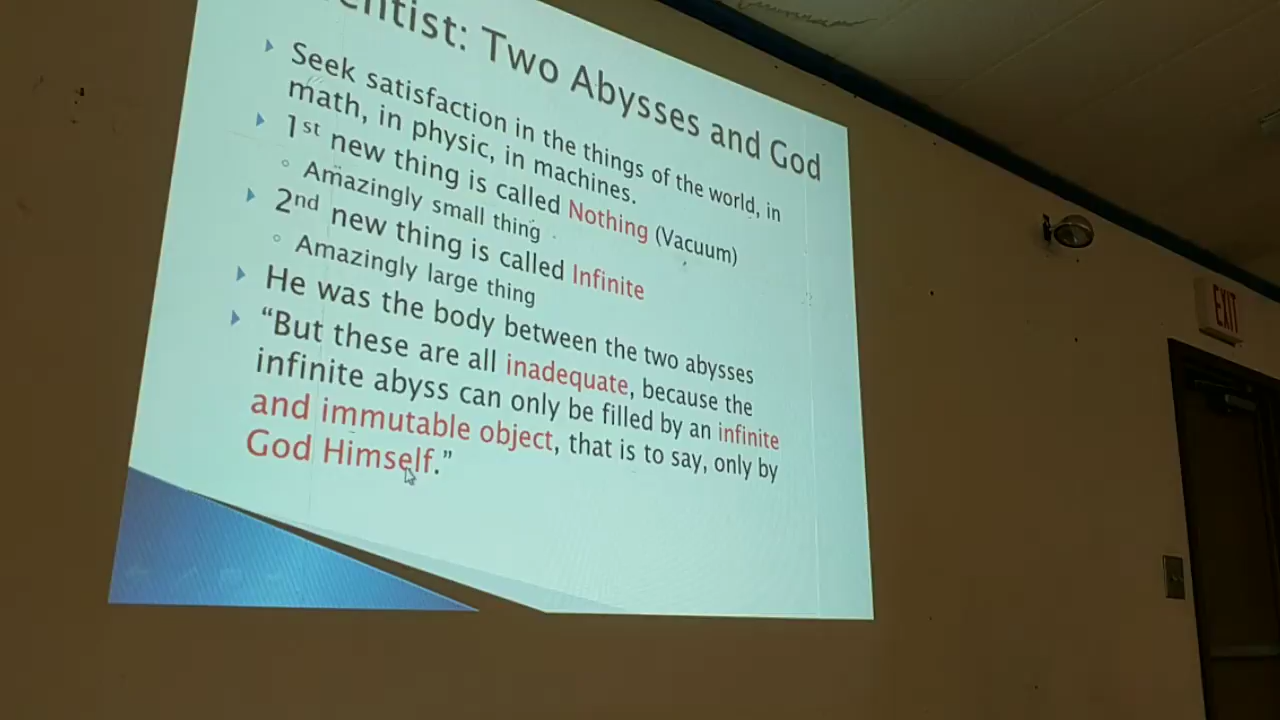 entist: Two Abysses and God
Seek satisfaction in the things of the world, in
math, in physic, in machines.
1st new thing is called Nothing (Vacuum)
Amazingly small thing
2nd new thing is called Infinite
Amazingly large thing
He was the body between the two abysses
“But these are all inadequate, because the
infinite abyss can only be filled by an infinite
and immutable object, that is to say, only by
God Himself.”
EXIT